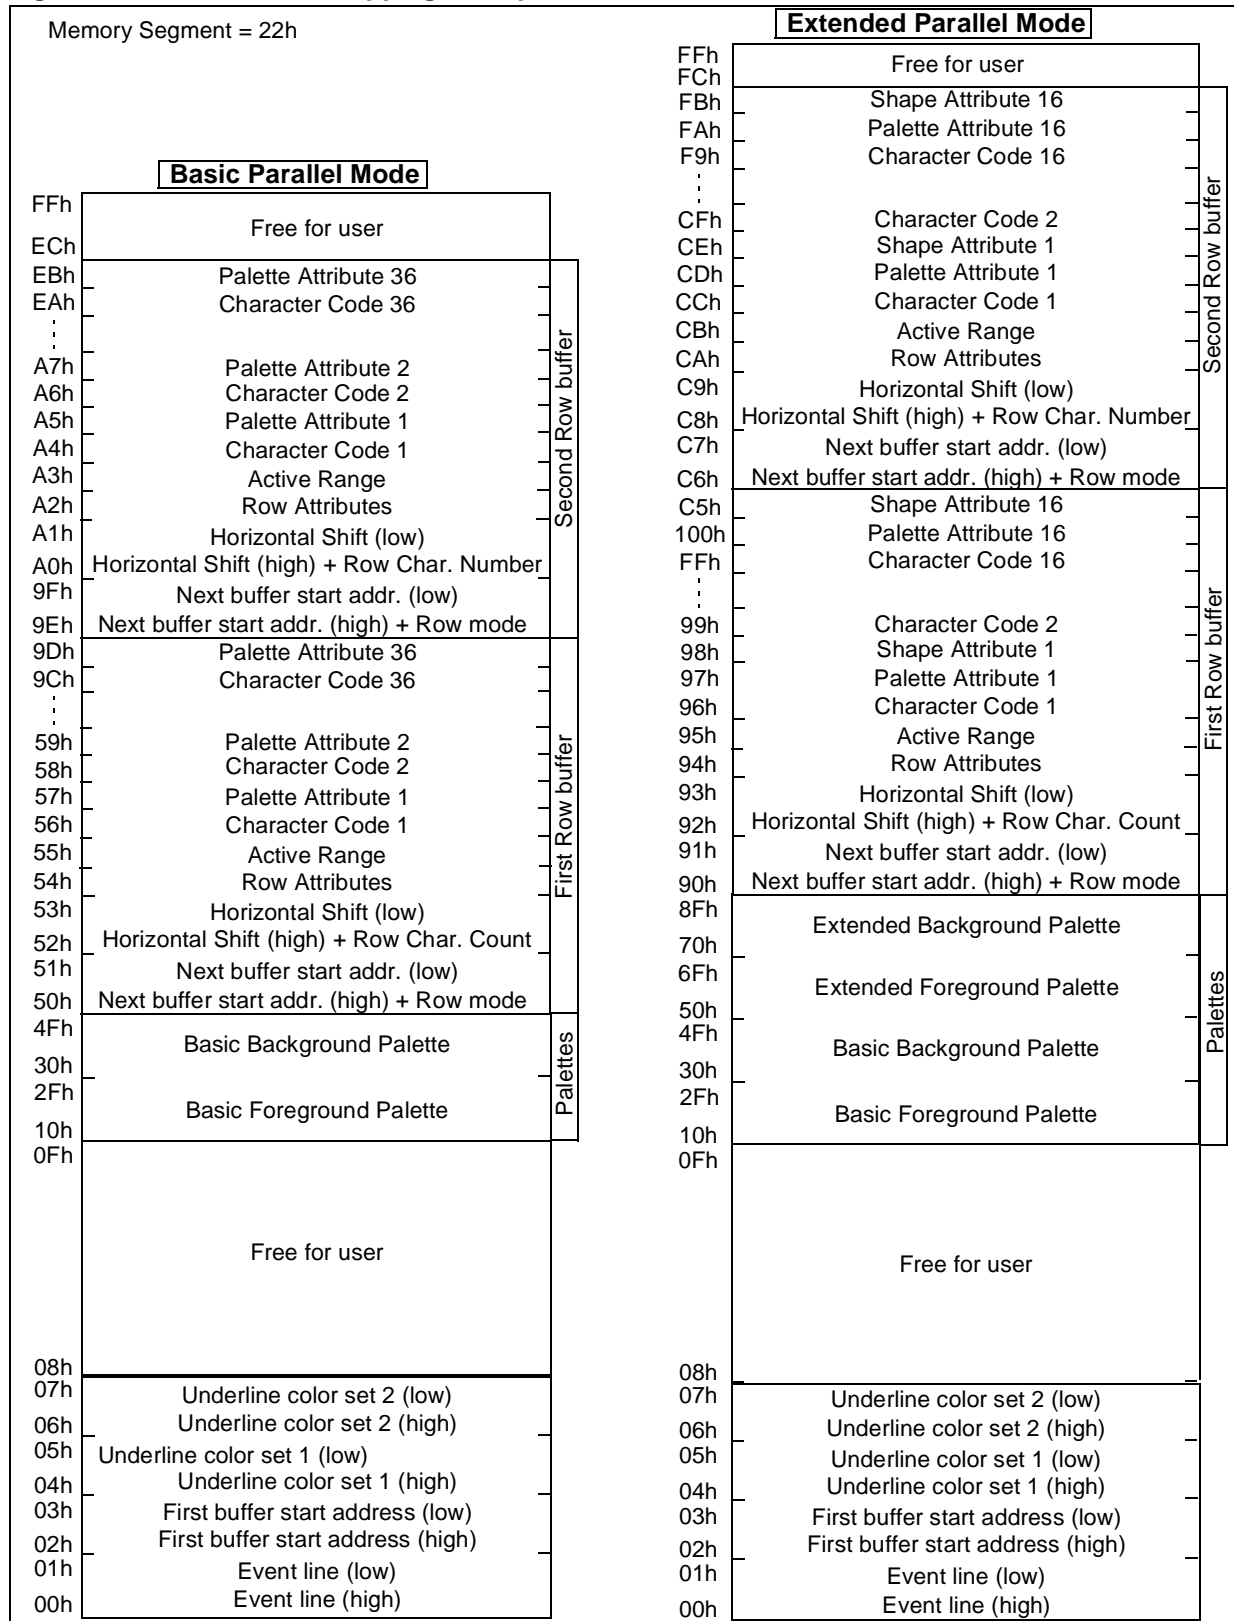 Memory Segment = 22h
Basic Parallel Mode
FFh
Free for user
ECh
EBh Palette Attribute 36
EAh Character Code 36
A7h Palette Attribute 2
A6h Character Code 2
A5h Palette Attribute 1
A4h Character Code 1
A3h Active Range
A2h Row Attributes
A1h Horizontal Shift (low)
A0h Horizontal Shift (high) + Row Char. Number
9Fh Next buffer start addr. (low)
9Eh Next buffer start addr. (high) + Row mode
Second Row buffer
9Dh Palette Attribute 36
9Ch Character Code 36
59h Palette Attribute 2
58h Character Code 2
57h Palette Attribute 1
56h Character Code 1
55h Active Range
54h Row Attributes
53h Horizontal Shift (low)
52h Horizontal Shift (high) + Row Char. Count
51h Next buffer start addr. (low)
50h Next buffer start addr. (high) + Row mode
First Row buffer
4Fh
Basic Background Palette
30h
2Fh
Basic Foreground Palette
10h
Palettes
0Fh
Free for user
08h
07h Underline color set 2 (low)
06h Underline color set 2 (high)
05h Underline color set 1 (low)
04h Underline color set 1 (high)
03h First buffer start address (low)
02h First buffer start address (high)
01h Event line (low)
00h Event line (high)
Extended Parallel Mode
FFh
Free for user
FCh
FBh Shape Attribute 16
FAh Palette Attribute 16
F9h Character Code 16
CFh Character Code 2
CEh Shape Attribute 1
CDh Palette Attribute 1
CCh Character Code 1
CBh Active Range
CAh Row Attributes
C9h Horizontal Shift (low)
C8h Horizontal Shift (high) + Row Char. Number
C7h Next buffer start addr. (low)
C6h Next buffer start addr. (high) + Row mode
Second Row buffer
C5h Shape Attribute 16
100h Palette Attribute 16
FFh Character Code 16
99h Character Code 2
98h Shape Attribute 1
97h Palette Attribute 1
96h Character Code 1
95h Active Range
94h Row Attributes
93h Horizontal Shift (low)
92h Horizontal Shift (high) + Row Char. Count
91h Next buffer start addr. (low)
90h Next buffer start addr. (high) + Row mode
First Row buffer
8Fh
Extended Background Palette
70h
6Fh
Extended Foreground Palette
50h
4Fh
Basic Background Palette
30h
2Fh
Basic Foreground Palette
10h
Palettes
0Fh
Free for user
08h
07h Underline color set 2 (low)
06h Underline color set 2 (high)
05h Underline color set 1 (low)
04h Underline color set 1 (high)
03h First buffer start address (low)
02h First buffer start address (high)
01h Event line (low)
00h Event line (high)